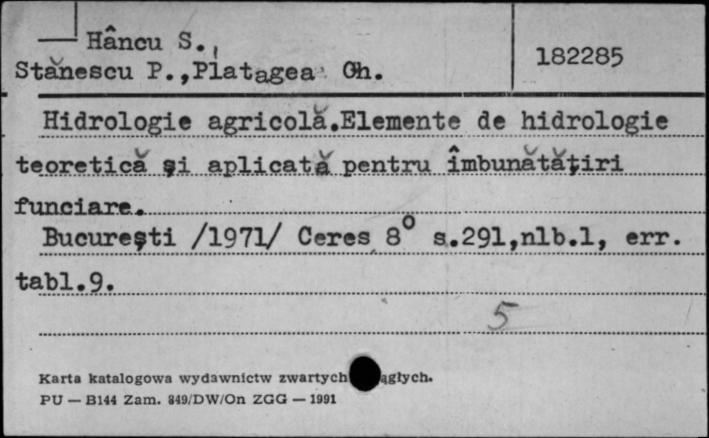 Hâncu S.,
182285
Stănescu P.,Platagea Gh.
Hidrologie agricolă.Elemente de hidrologie
teoretică şi aplicată pentru îmbunătăţiri
funciare.
Bucureşti /1971/ Ceres 8° s.291,nlb.1, err.
tabl.9.
5
Karta katalogowa wydawnictw zwartych
PU — B144 Zam. 849/DW/On ZGG — 1991